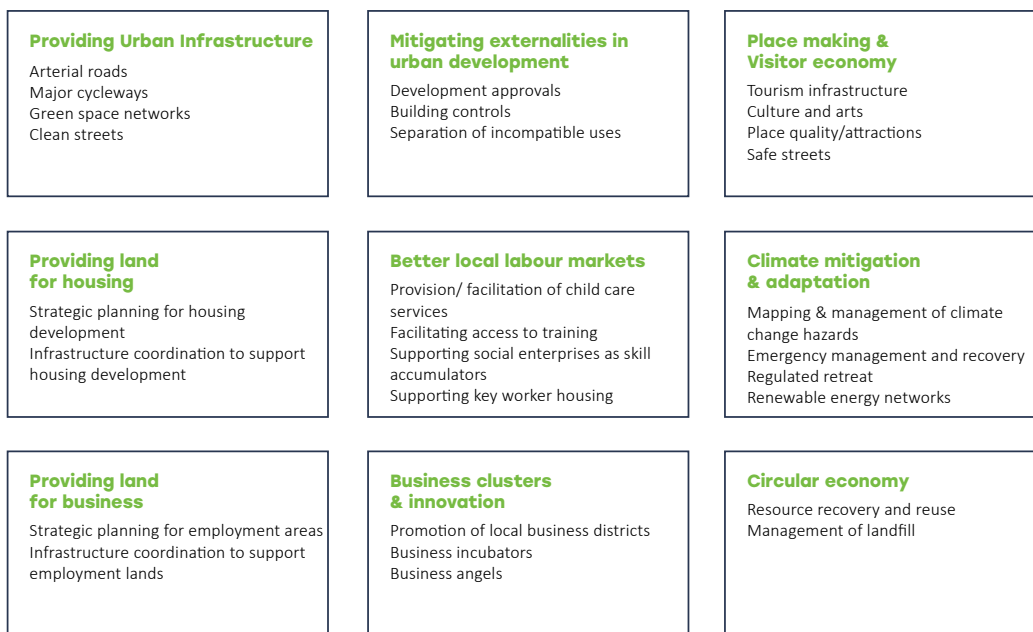 Providing Urban Infrastructure
Arterial roads
Major cycleways
Green space networks
Clean streets
Mitigating externalities in
urban development
Development approvals
Building controls
Separation of incompatible uses
Place making &
Visitor economy
Tourism infrastructure
Culture and arts
Place quality/attractions
Safe streets
Providing land
for housing
Strategic planning for housing
development
Infrastructure coordination to support
housing development
Better local labour markets
Provision/ facilitation of child care
services
Facilitating access to training
Supporting social enterprises as skill
accumulators
Supporting key worker housing
Climate mitigation
& adaptation
Mapping & management of climate
change hazards
Emergency management and recovery
Regulated retreat
Renewable energy networks
Providing land
for business
Strategic planning for employment areas
Infrastructure coordination to support
employment lands
Business clusters
& innovation
Promotion of local business districts
Business incubators
Business angels
Circular economy
Resource recovery and reuse
Management of landfill